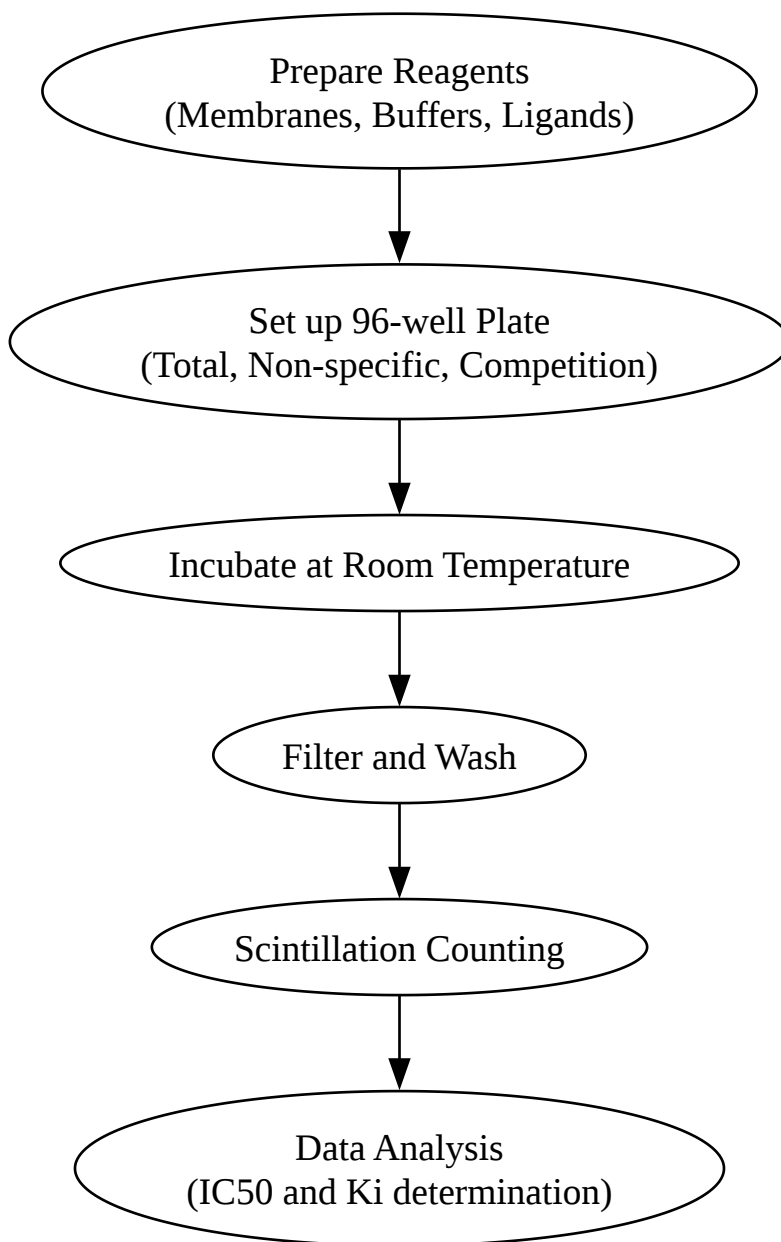 Prepare Reagents
(Membranes, Buffers, Ligands)
Set up 96-well Plate
(Total, Non-specific, Competition)
Incubate at Room Temperature
Filter and Wash
Scintillation Counting
Data Analysis
(IC50 and Ki determination)